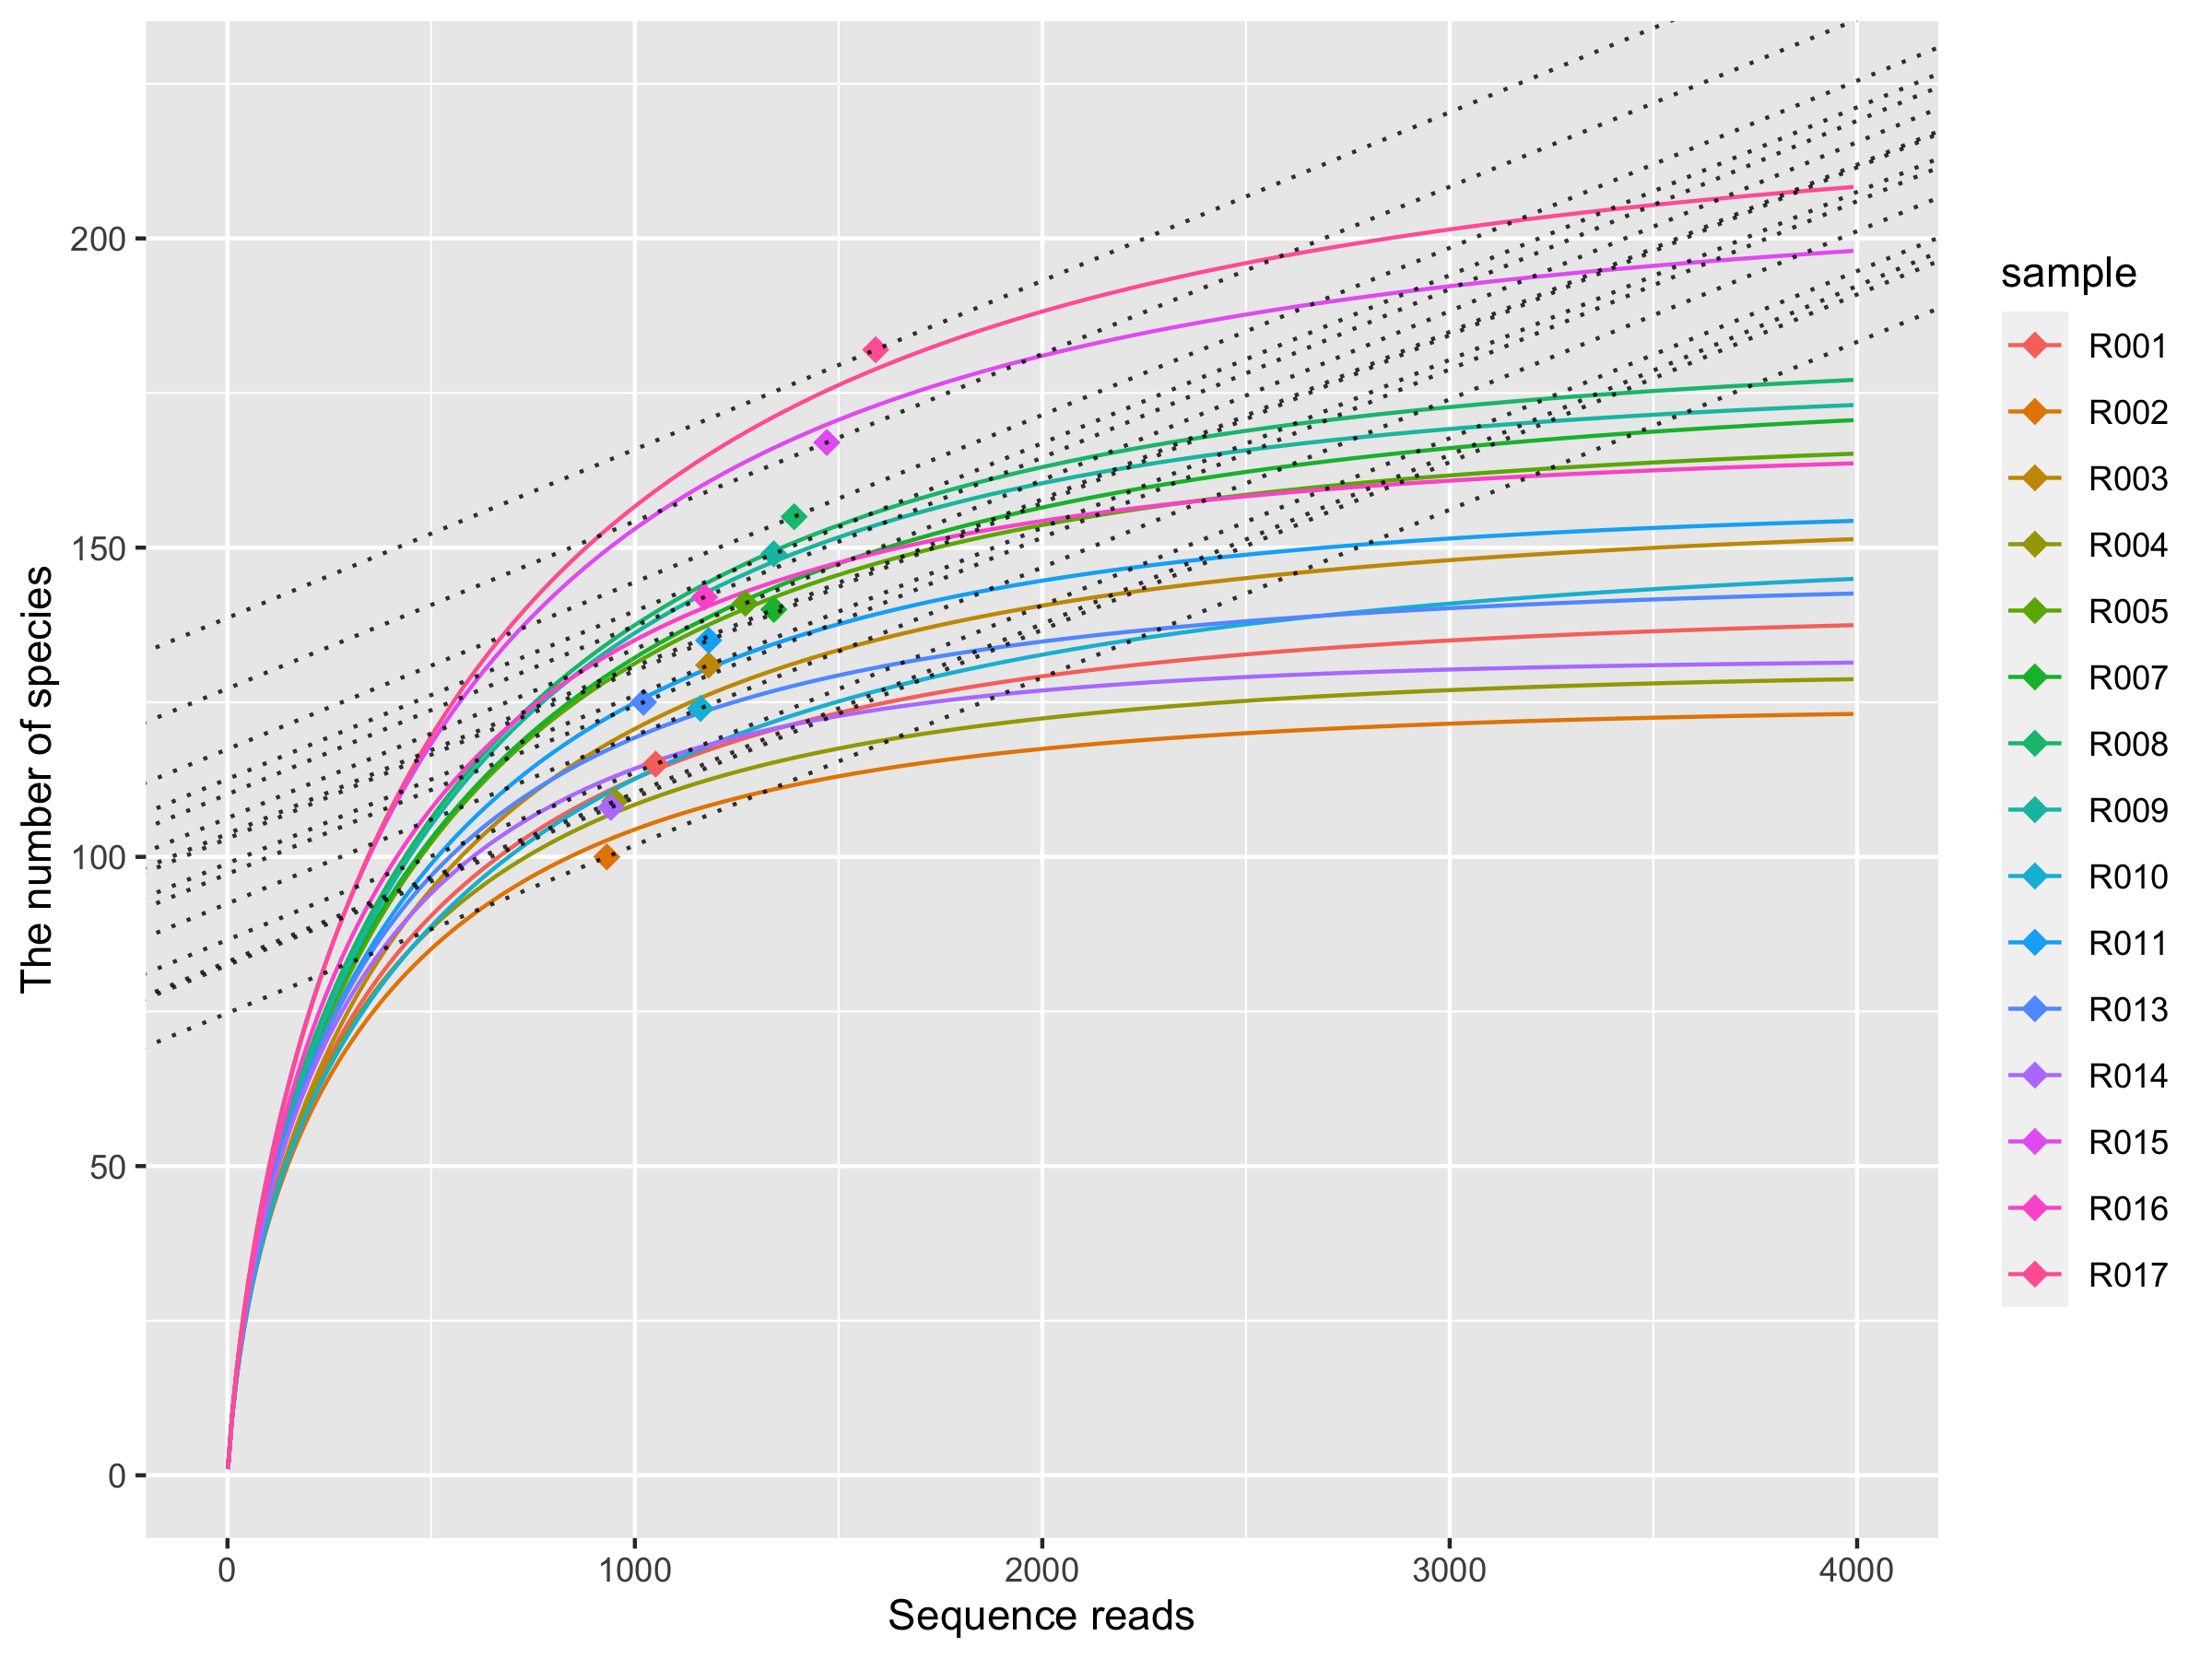 The number of species
200
150
100
50
0
0 1000 2000 3000 4000
Sequence reads
sample
R001
R002
R003
R004
R005
R007
R008
R009
R010
R011
R013
R014
R015
R016
R017